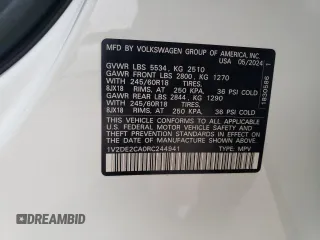 MFD BY VOLKSWAGEN GROUP OF AMERICA, INC.
USA 05/2024
GVWR LBS 5534, KG 2510
GAWR FRONT LBS 2800, KG 1270
WITH 245/60R18 TIRES,
8JX18 RIMS, AT 250 KPA, 36 PSI COLD
GAWR REAR LBS 2844, KG 1290
WITH 245/60R18 TIRES,
8JX18 RIMS, AT 250 KPA, 36 PSI COLD
THIS VEHICLE CONFORMS TO ALL APPLICABLE
FEDERAL MOTOR VEHICLE SAFETY AND
THEFT PREVENTION STANDARDS IN EFFECT ON THE
DATE OF MANUFACTURE SHOWN ABOVE
1V2DE2CA0RC244941 TYPE: MPV